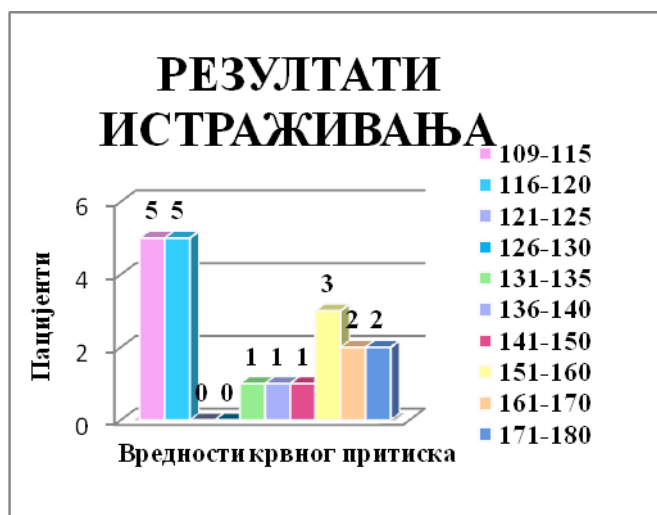 РЕЗУЛТАТИ
ИСТРАЖИВАЊА
109-115
116-120
121-125
126-130
131-135
136-140
141-150
151-160
161-170
171-180
6
4
2
0
5 5 0 0 1 1 1 3 2 2
Пацијенти
Вредности крвног притиска